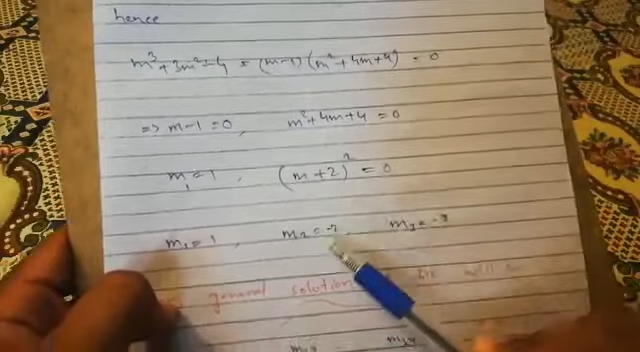 hence
m³+3m²-4 = (m-1)(m²+4m+4) = 0
=> m-1=0, m²+4m+4=0
m₁=1, (m+2)²=0
m₁=1, m₂=-2, m₃=-2
general solution